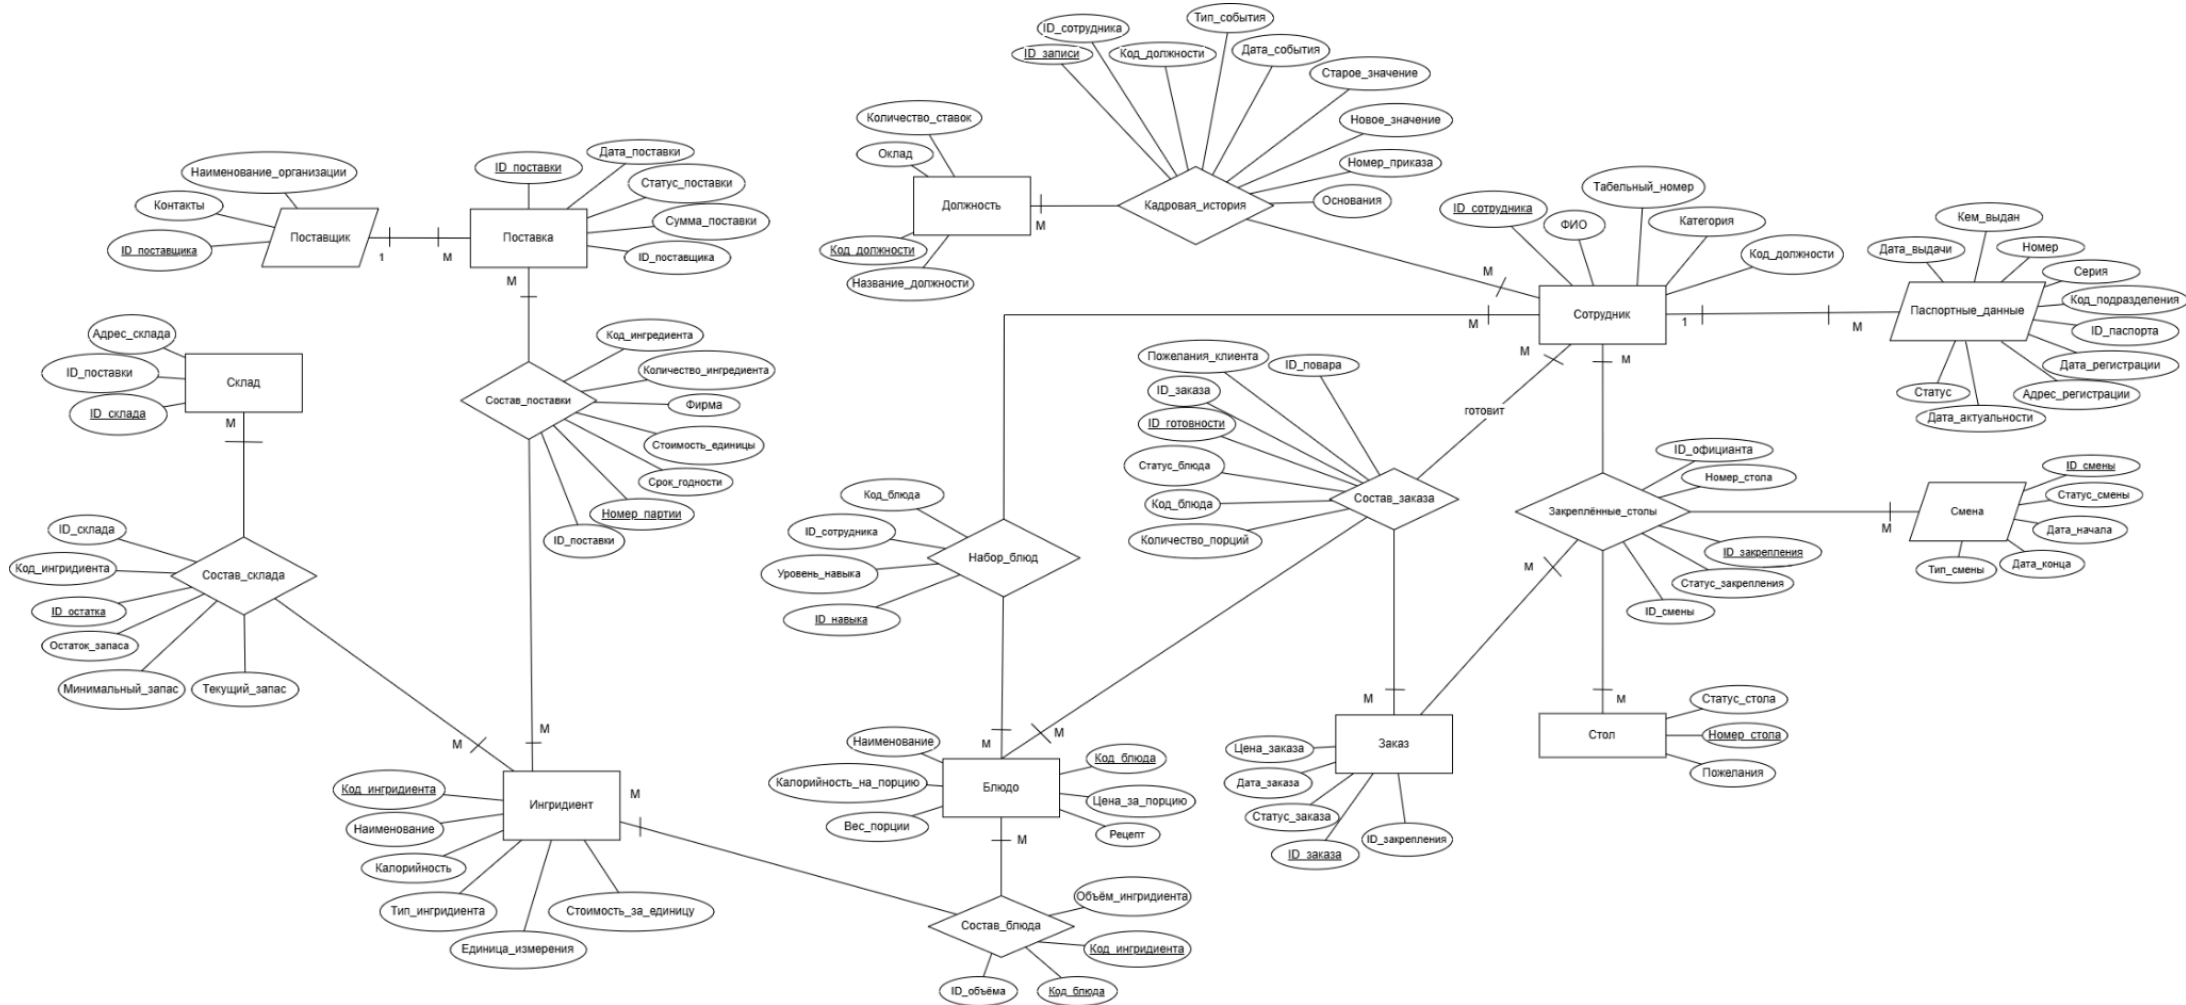 Тип_события
ID_сотрудника
ID_записи
Код_должности
Дата_события
Старое_значение
Количество_ставок
Новое_значение
Оклад
Номер_приказа
Должность
М
Кадровая_история
Основания
Код_должности
Название_должности
Наименование_организации
Контакты
ID_поставщика
Поставщик
1
М
ID_поставки
Дата_поставки
Статус_поставки
Сумма_поставки
ID_поставщика
Поставка
М
Табельный_номер
ID_сотрудника
ФИО
Категория
Код_должности
М
Сотрудник
М
М
М
1
М
Кем_выдан
Дата_выдачи
Номер
Серия
Код_подразделения
Паспортные_данные
ID_паспорта
Дата_регистрации
Адрес_регистрации
Статус
Дата_актуальности
Адрес_склада
ID_поставки
ID_склада
Склад
М
Код_ингредиента
Количество_ингредиента
Состав_поставки
Фирма
Стоимость_единицы
Срок_годности
Номер_партии
ID_поставки
Пожелания_клиента
ID_повара
ID_заказа
ID_готовности
готовит
Статус_блюда
Код_блюда
Количество_порций
Состав_заказа
ID_официанта
Номер_стола
Закреплённые_столы
ID_закрепления
Статус_закрепления
ID_смены
М
М
ID_смены
Статус_смены
Смена
Дата_начала
Дата_конца
Тип_смены
ID_склада
Код_ингридиента
Состав_склада
ID_остатка
Остаток_запаса
Минимальный_запас
Текущий_запас
Код_блюда
ID_сотрудника
Уровень_навыка
ID_навыка
Набор_блюд
М
М
М
М
М
М
Код_ингридиента
Наименование
Калорийность
Тип_ингридиента
Единица_измерения
Стоимость_за_единицу
Ингридиент
М
Наименование
Калорийность_на_порцию
Вес_порции
Блюдо
Код_блюда
Цена_за_порцию
Рецепт
М
Цена_заказа
Дата_заказа
Статус_заказа
ID_заказа
Заказ
ID_закрепления
Стол
Статус_стола
Номер_стола
Пожелания
Объём_ингридиента
Состав_блюда
Код_ингридиента
ID_объёма
Код_блюда